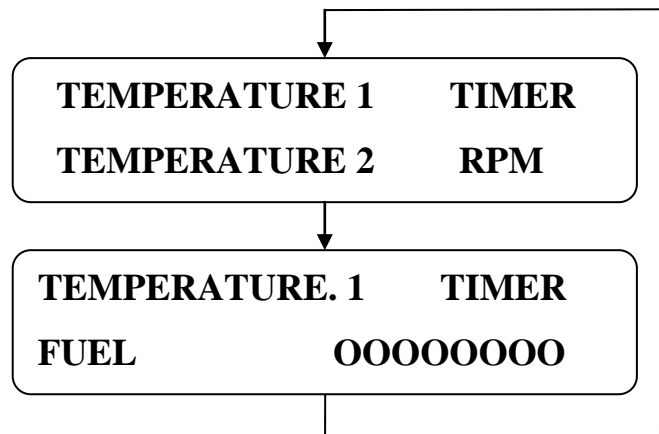 TEMPERATURE 1 TIMER
TEMPERATURE 2 RPM
TEMPERATURE. 1 TIMER
FUEL OOOOOOOO